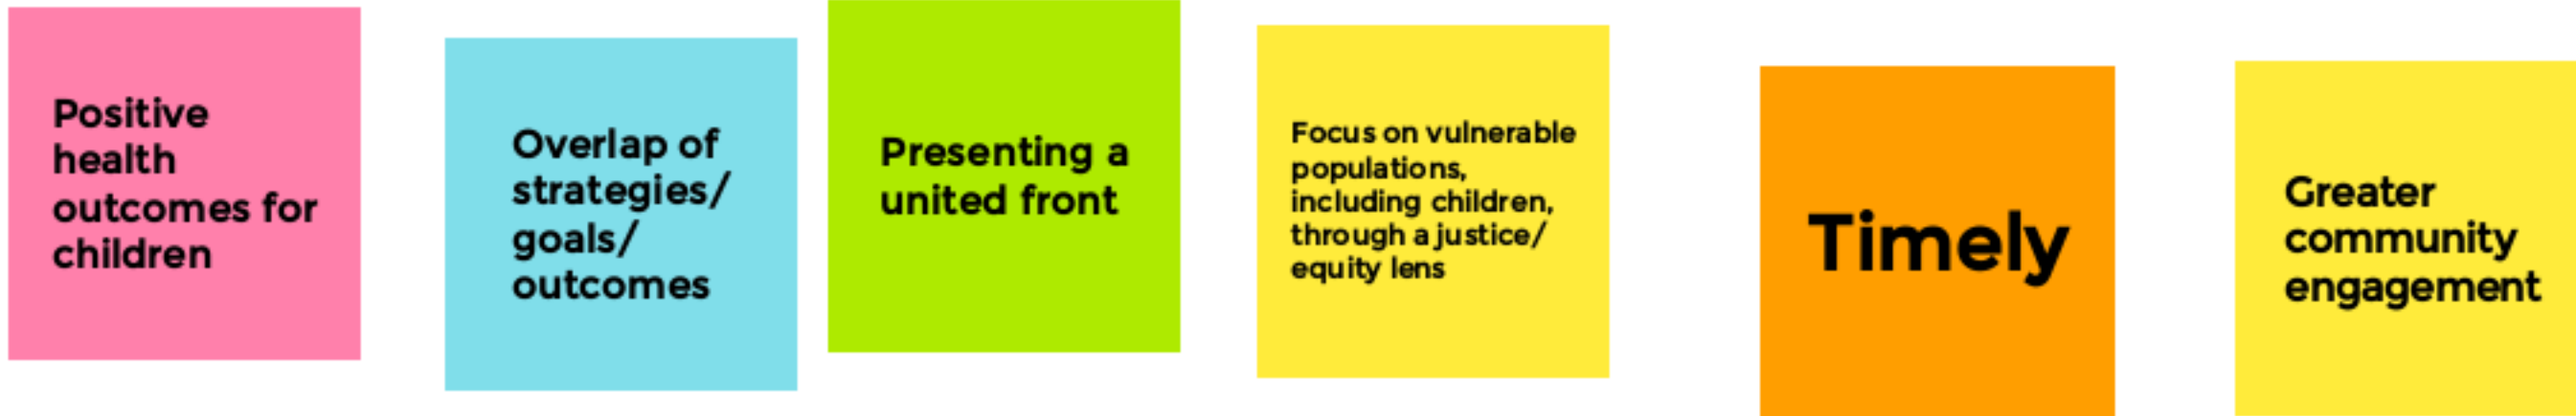 Positive
health
outcomes for
children
Overlap of
strategies/
goals/
outcomes
Presenting a
united front
Focus on vulnerable
populations,
including children,
through a justice/
equity lens
Timely
Greater
community
engagement